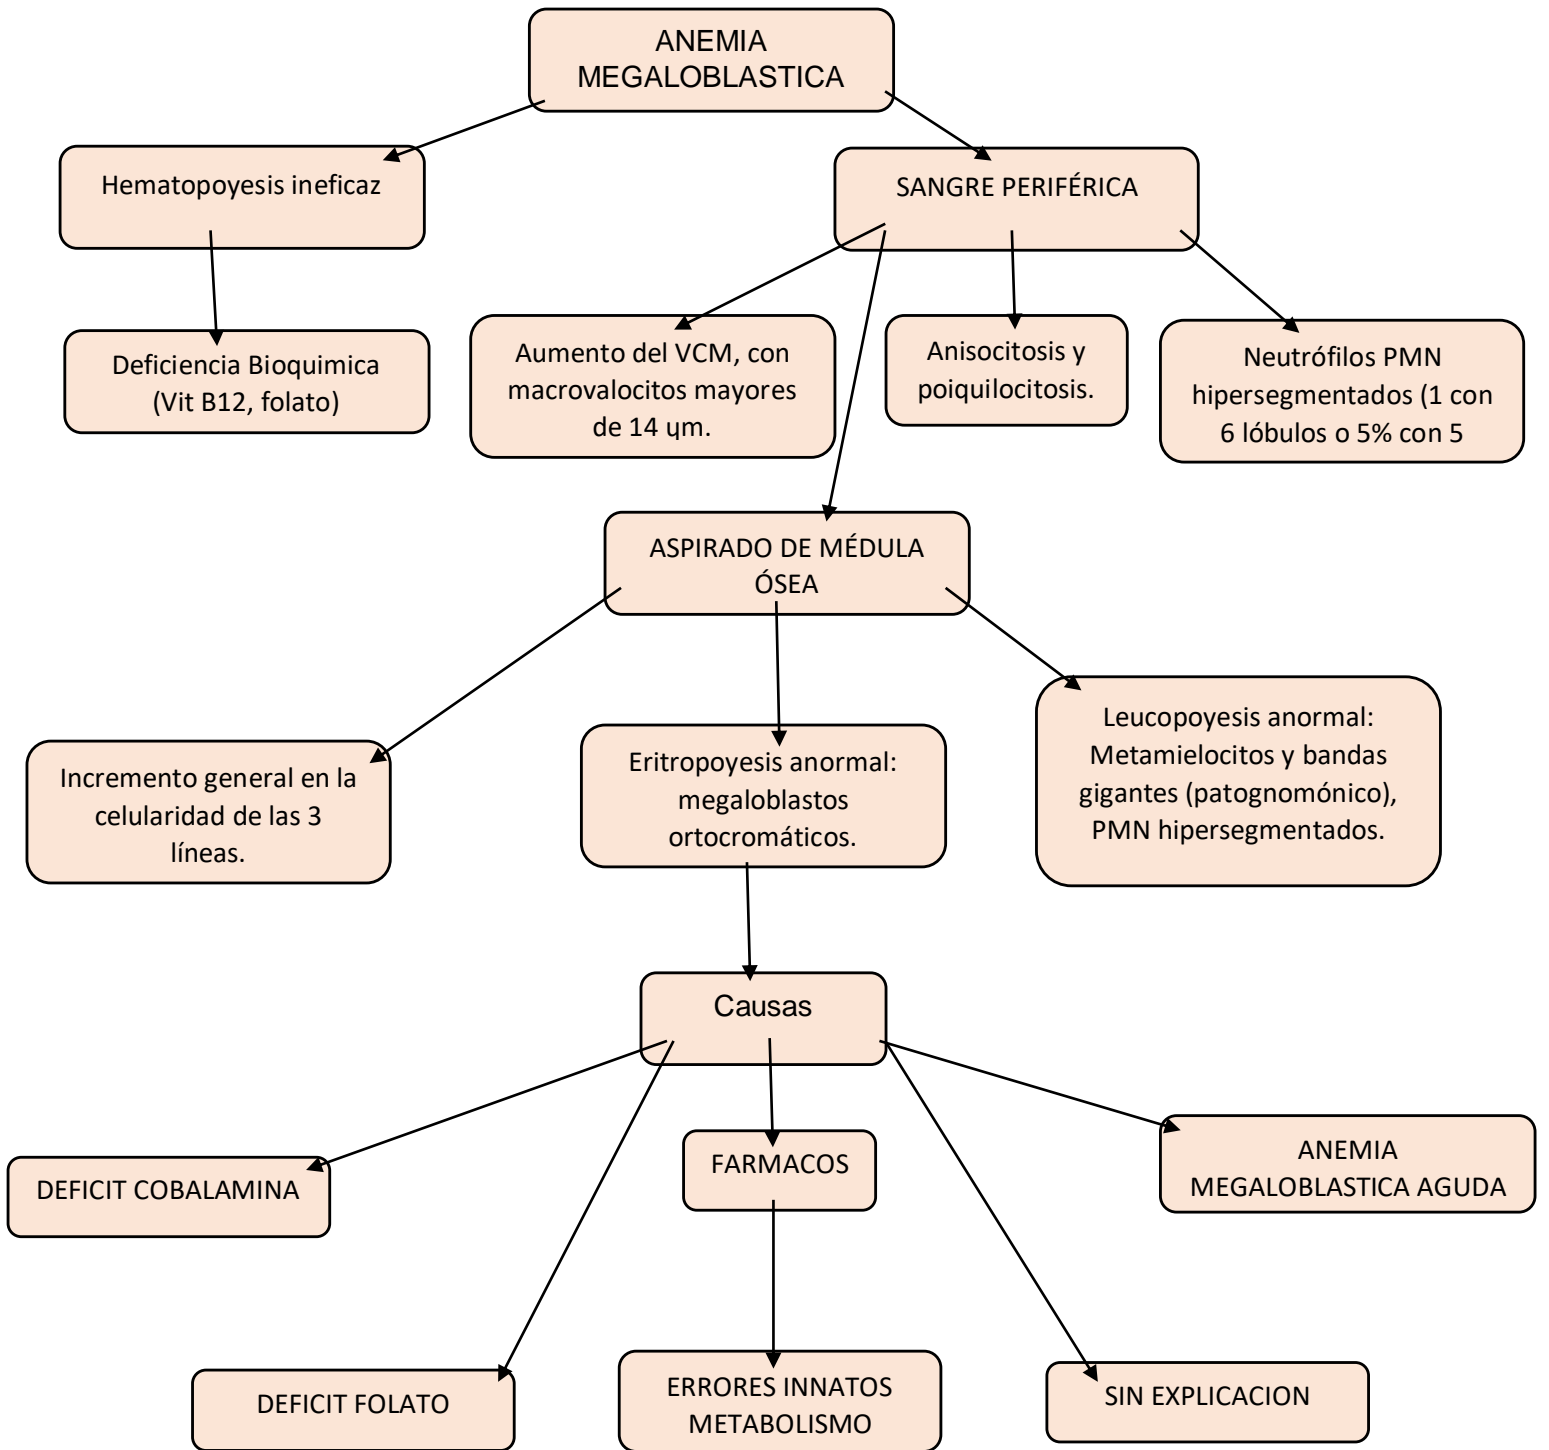 ANEMIA
MEGALOBLASTICA
Hematopoyesis ineficaz
SANGRE PERIFÉRICA
Deficiencia Bioquimica
(Vit B12, folato)
Aumento del VCM, con
macrovalocitos mayores
de 14 ųm.
Anisocitosis y
poiquilocitosis.
Neutrófilos PMN
hipersegmentados (1 con
6 lóbulos o 5% con 5
ASPIRADO DE MÉDULA
ÓSEA
Incremento general en la
celularidad de las 3
líneas.
Eritropoyesis anormal:
megaloblastos
ortocromáticos.
Leucopoyesis anormal:
Metamielocitos y bandas
gigantes (patognomónico),
PMN hipersegmentados.
Causas
DEFICIT COBALAMINA
FARMACOS
ANEMIA
MEGALOBLASTICA AGUDA
DEFICIT FOLATO
ERRORES INNATOS
METABOLISMO
SIN EXPLICACION